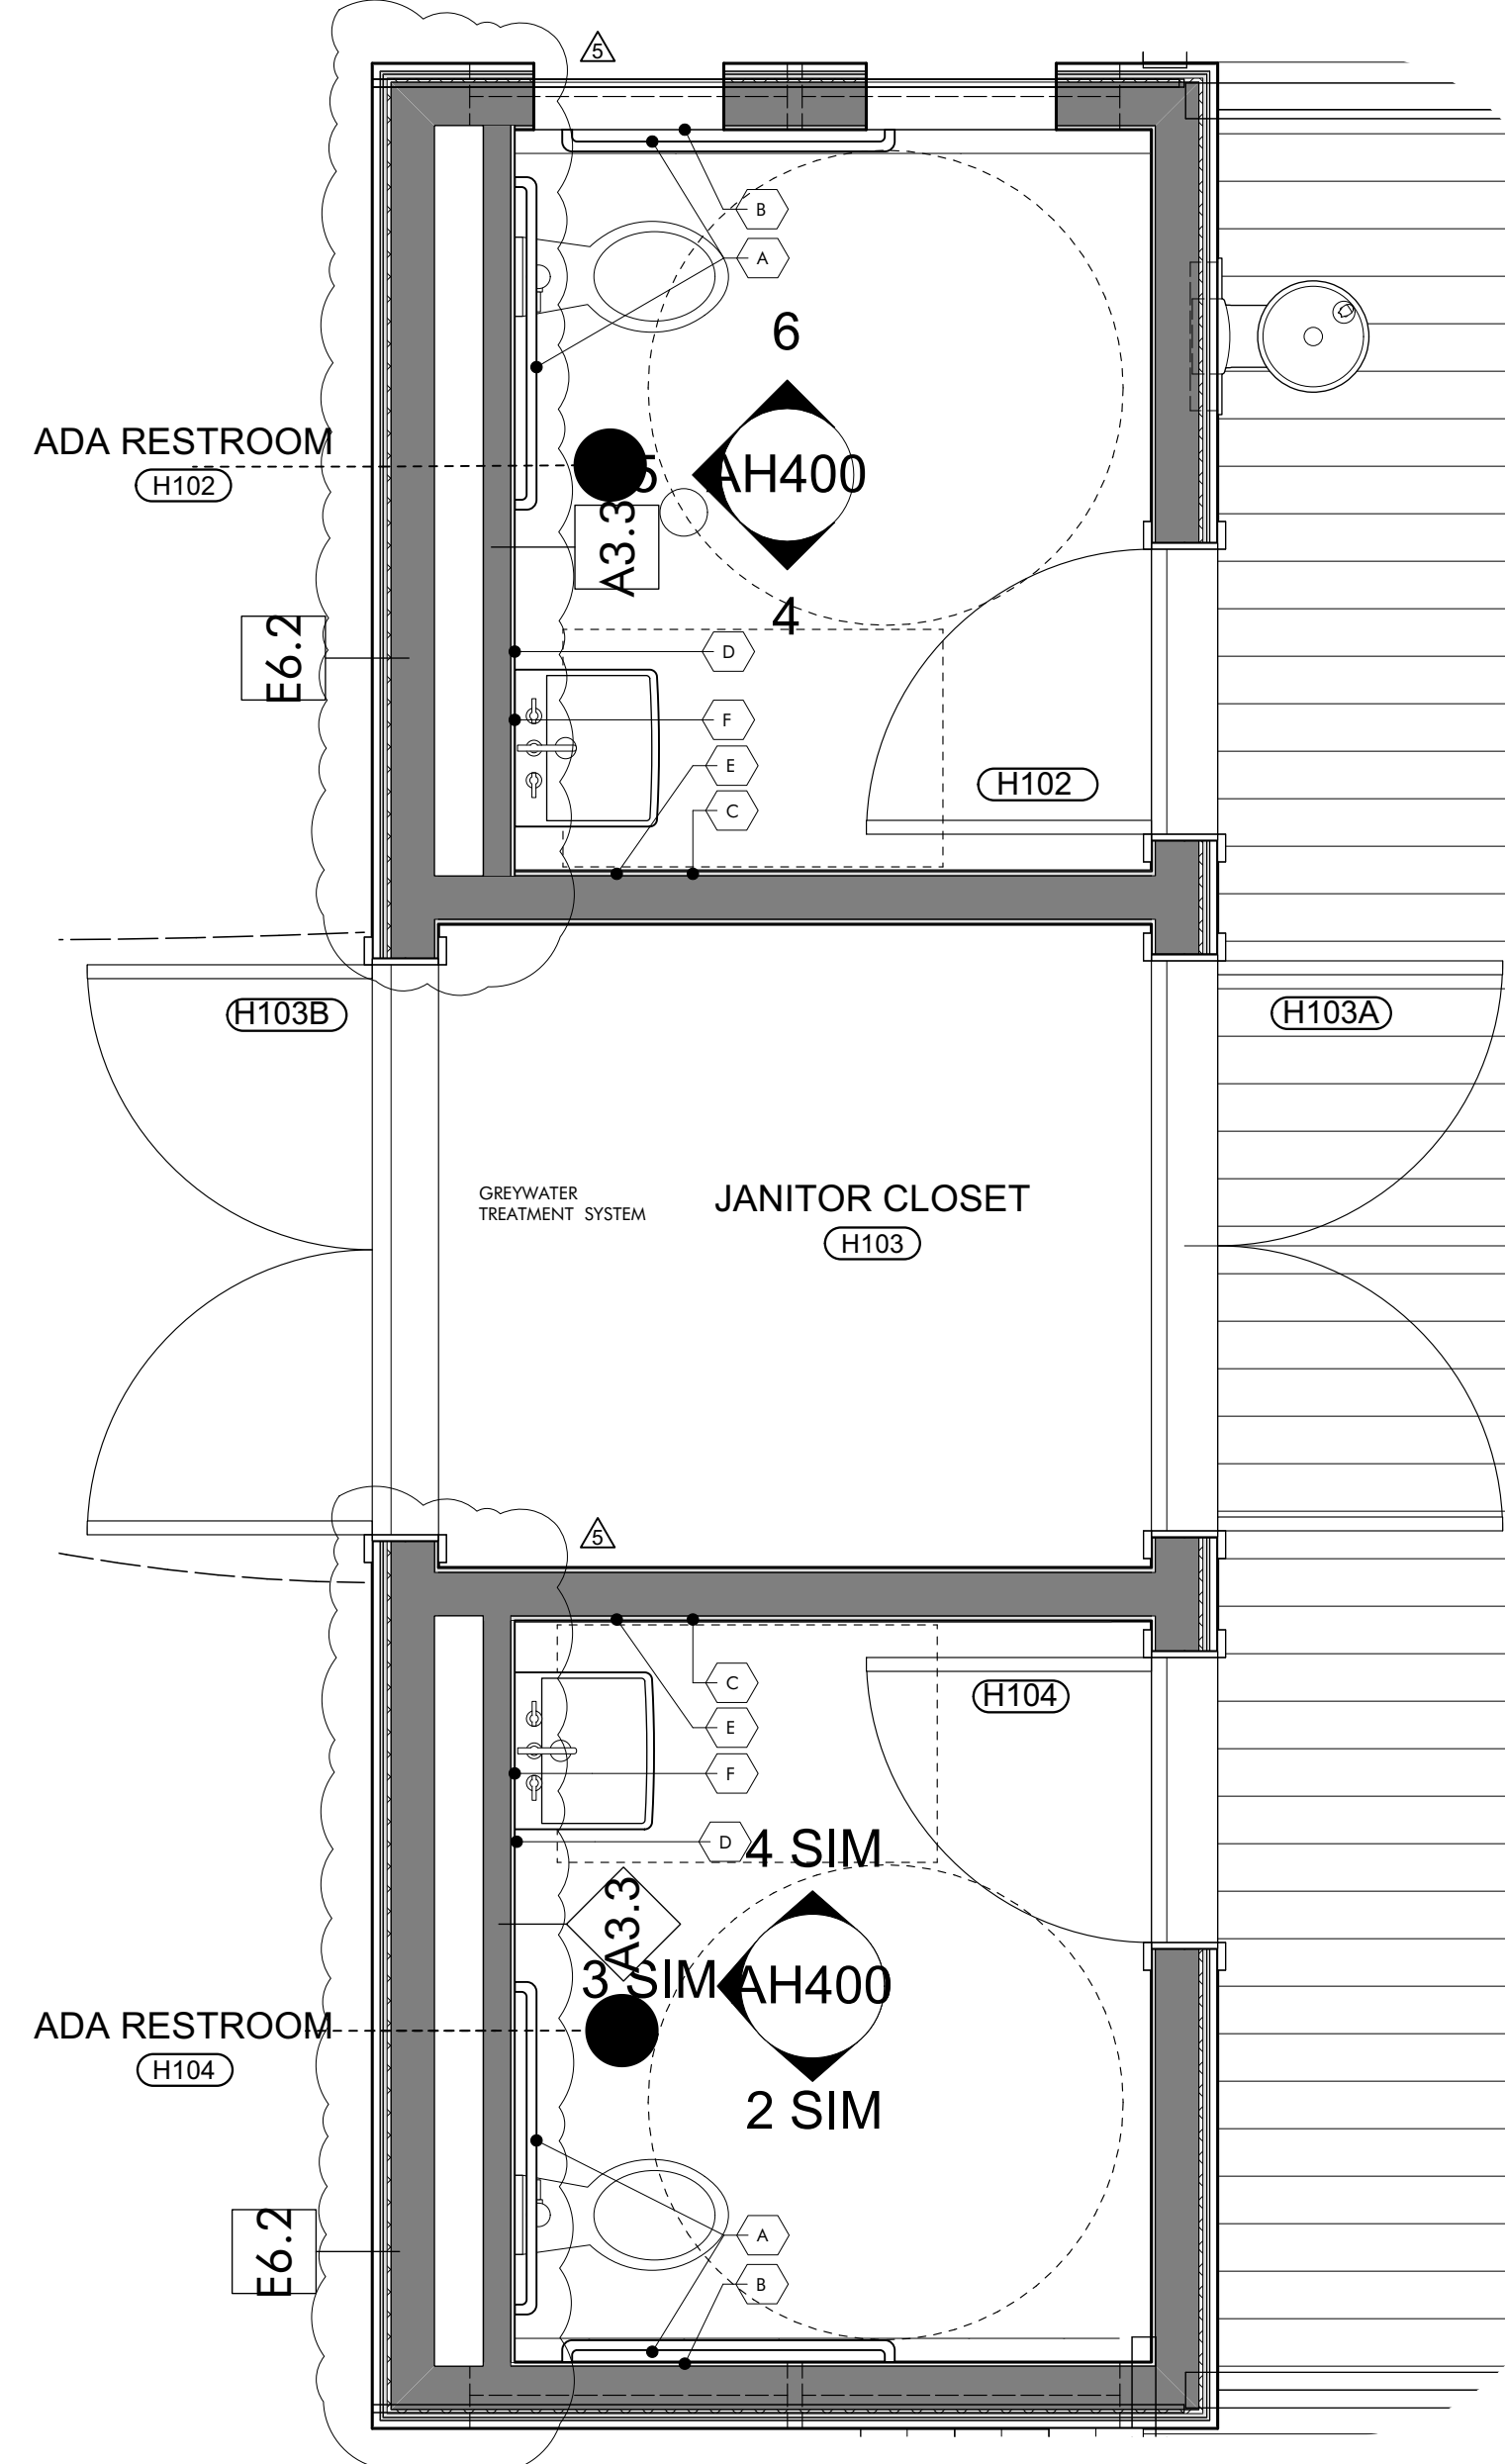 5
B
A
6
ADA RESTROOM
H102
5
AH400
A3.3
4
E6.2
D
F
E
H102
C
H103B
H103A
GREYWATER
TREATMENT SYSTEM
JANITOR CLOSET
H103
5
C
H104
E
F
D
4 SIM
A3.3
3 SIM
AH400
ADA RESTROOM
H104
2 SIM
A
E6.2
B